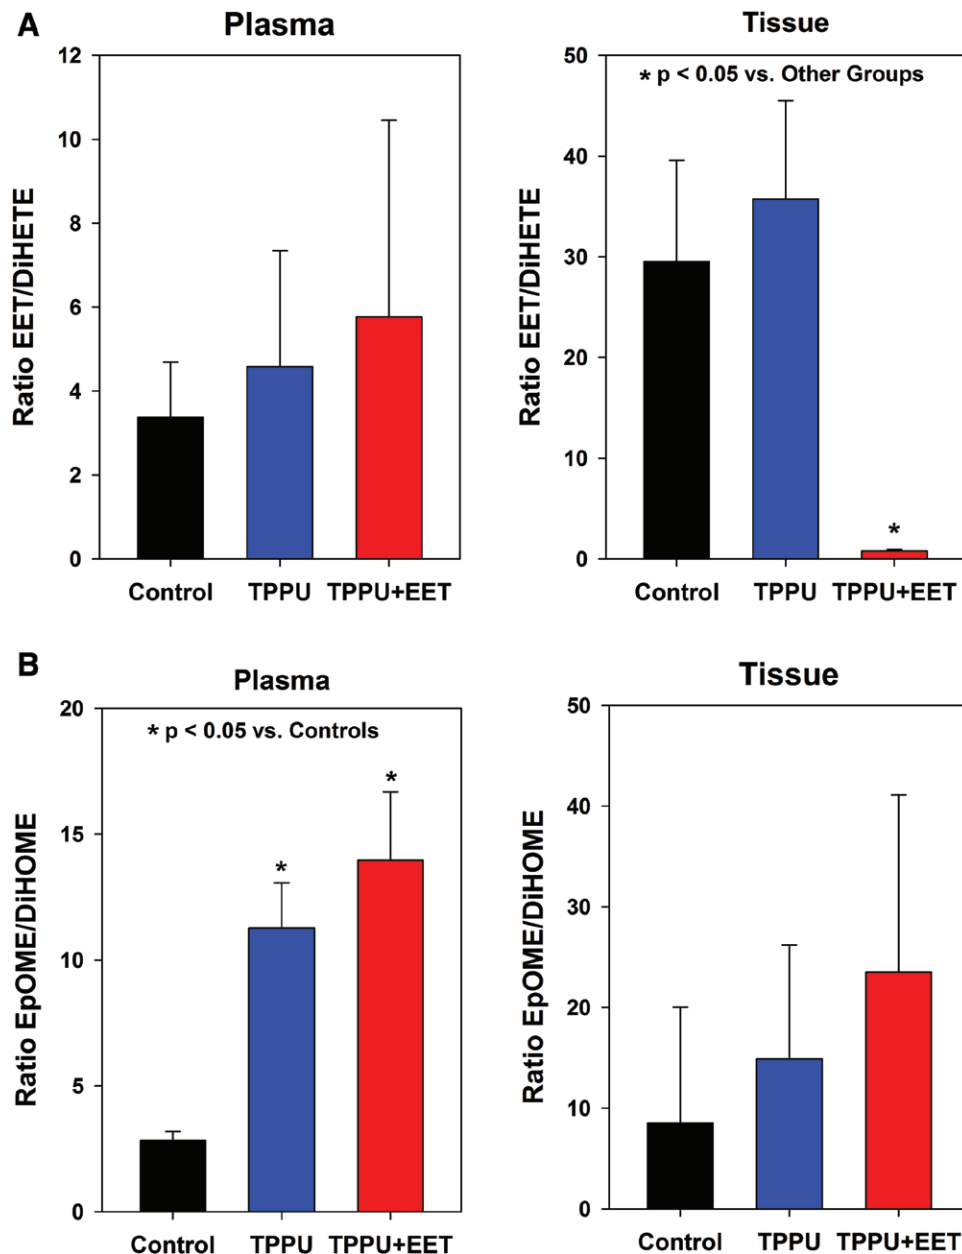 A
Plasma
Ratio EET/DiHETE
12
10
8
6
4
2
0
Control TPPU TPPU+EET
Tissue
* p < 0.05 vs. Other Groups
Ratio EET/DiHETE
50
40
30
20
10
0
*
Control TPPU TPPU+EET
B
Plasma
* p < 0.05 vs. Controls
Ratio EpOME/DiHOME
20
15
10
5
0
*
*
Control TPPU TPPU+EET
Tissue
Ratio EpOME/DiHOME
50
40
30
20
10
0
Control TPPU TPPU+EET